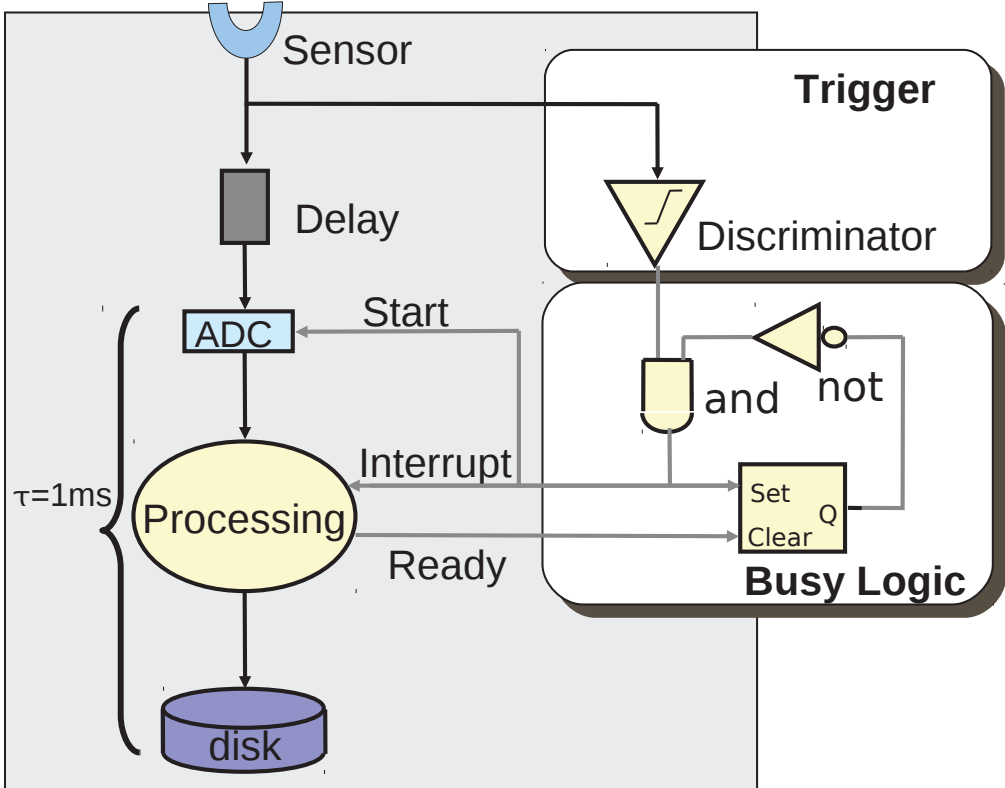 Sensor
Trigger
Delay
Discriminator
Start
ADC
not
and
Interrupt
τ=1ms
Processing
Set
Q
Clear
Ready
Busy Logic
disk